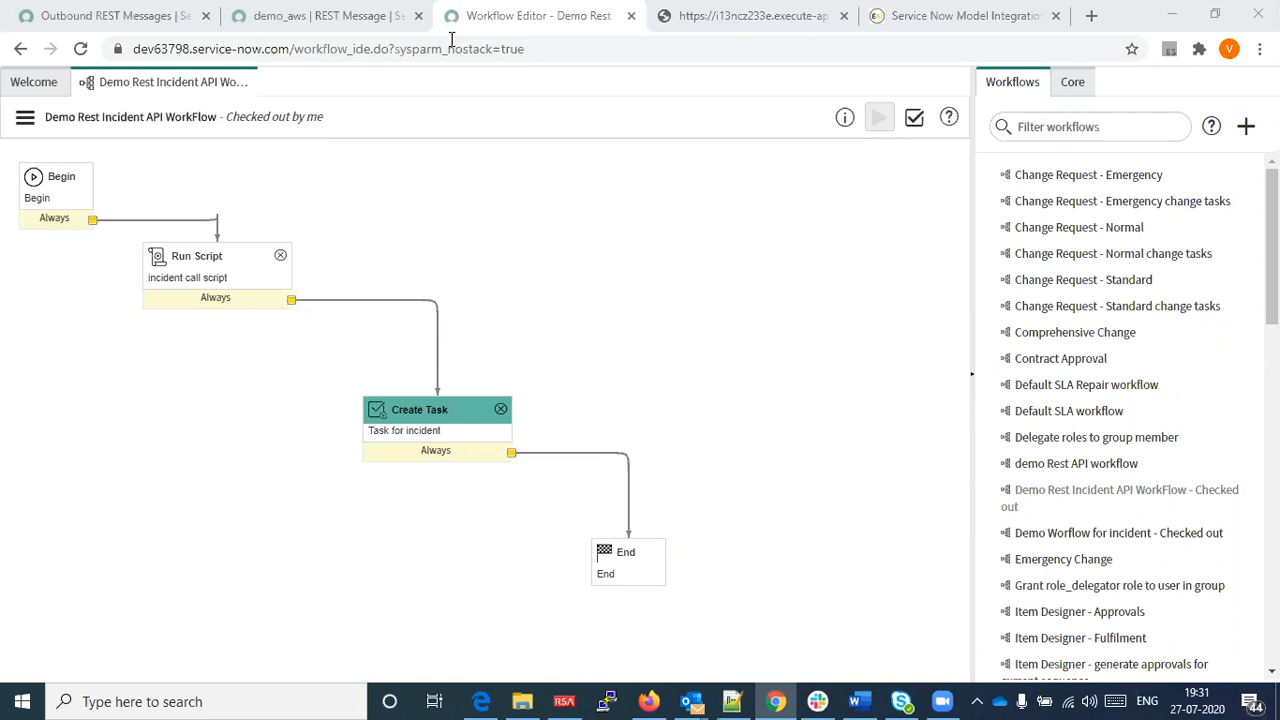 Outbound REST Messages | Se
demo_aws | REST Message | Se
Workflow Editor - Demo Rest
https://i13ncz233e.execute-ap
Service Now Model Integration
dev63798.service-now.com/workflow_ide.do?sysparm_nostack=true
ES
V
Welcome
Demo Rest Incident API Wo...
Workflows
Core
Demo Rest Incident API WorkFlow - Checked out by me
Filter workflows
Begin
Begin
Always
Run Script
incident call script
Always
Create Task
Task for incident
Always
End
End
Change Request - Emergency
Change Request - Emergency change tasks
Change Request - Normal
Change Request - Normal change tasks
Change Request - Standard
Change Request - Standard change tasks
Comprehensive Change
Contract Approval
Default SLA Repair workflow
Default SLA workflow
Delegate roles to group member
demo Rest API workflow
Demo Rest Incident API WorkFlow - Checked
out
Demo Worflow for incident - Checked out
Emergency Change
Grant role_delegator role to user in group
Item Designer - Approvals
Item Designer - Fulfilment
Item Designer - generate approvals for
Type here to search
RSA
ENG
19:31
27-07-2020
44